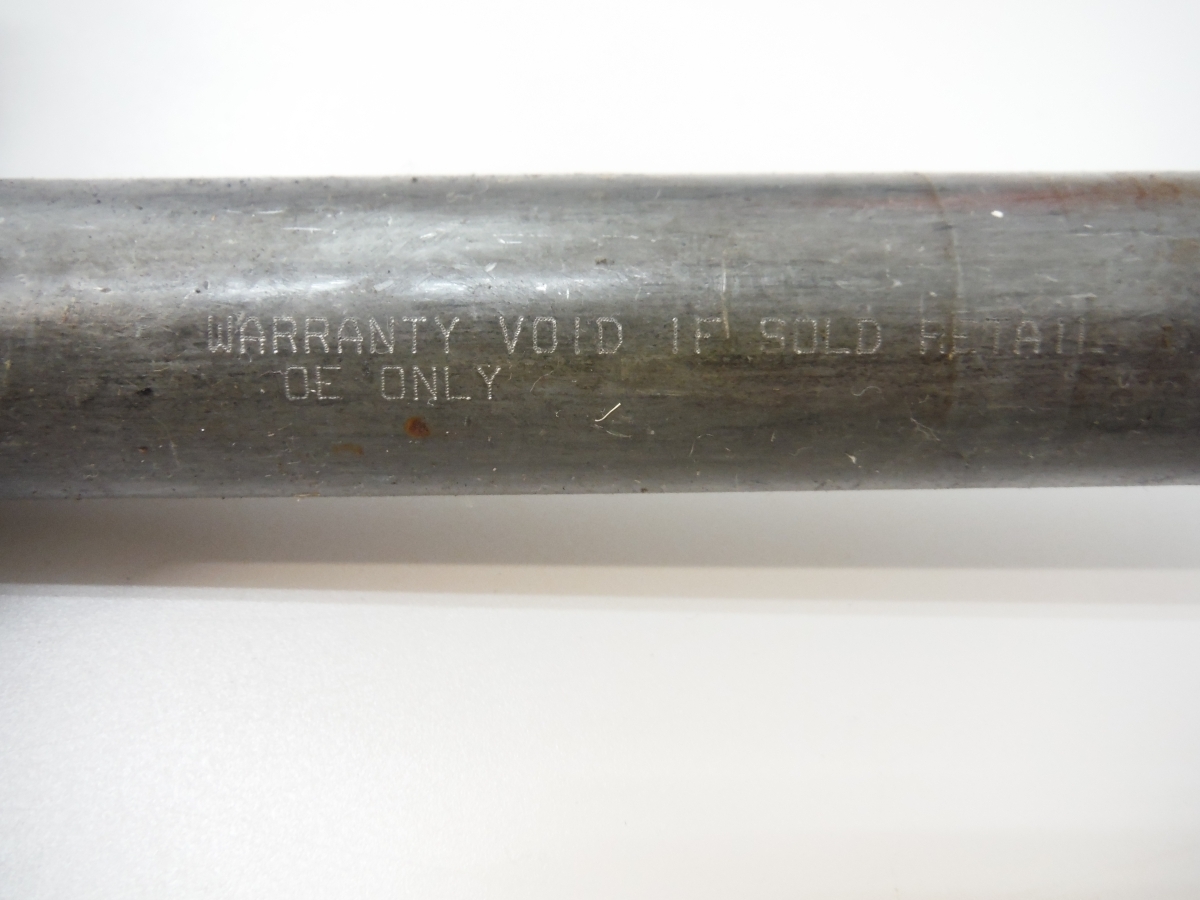 WARRANTY VOID IF SOLD RETAIL
OE ONLY